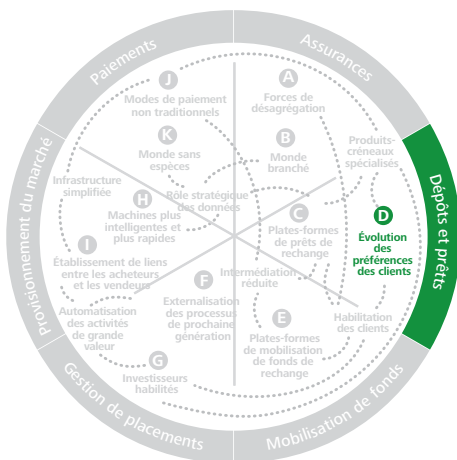 Paiements
Assurances
Dépôts et prêtts
Mobilisation de fonds
Gestion de placements
Provisionnement du marché
J
Modes de paiement
non traditionnels
A
Forces de
désagrégation
K
Monde sans
espèces
B
Monde
branché
Produits-
créneaux
spécialisés
Infrastructure
simplifiée
Rôle stratégique
des données
H
Machines plus
intelligentes et
plus rapides
C
Plates-formes
de prêts de
rechange
D
Évolution
des
préférences
des clients
I
Établissement de liens
entre les acheteurs
et les vendeurs
F
Externalisation
des processus
de prochaine
génération
Intermédiation
réduite
Automatisation
des activités
de grande
valeur
E
Plates-formes
de mobilisation
de fonds de
rechange
Habilitation
des clients
G
Investisseurs
habilités